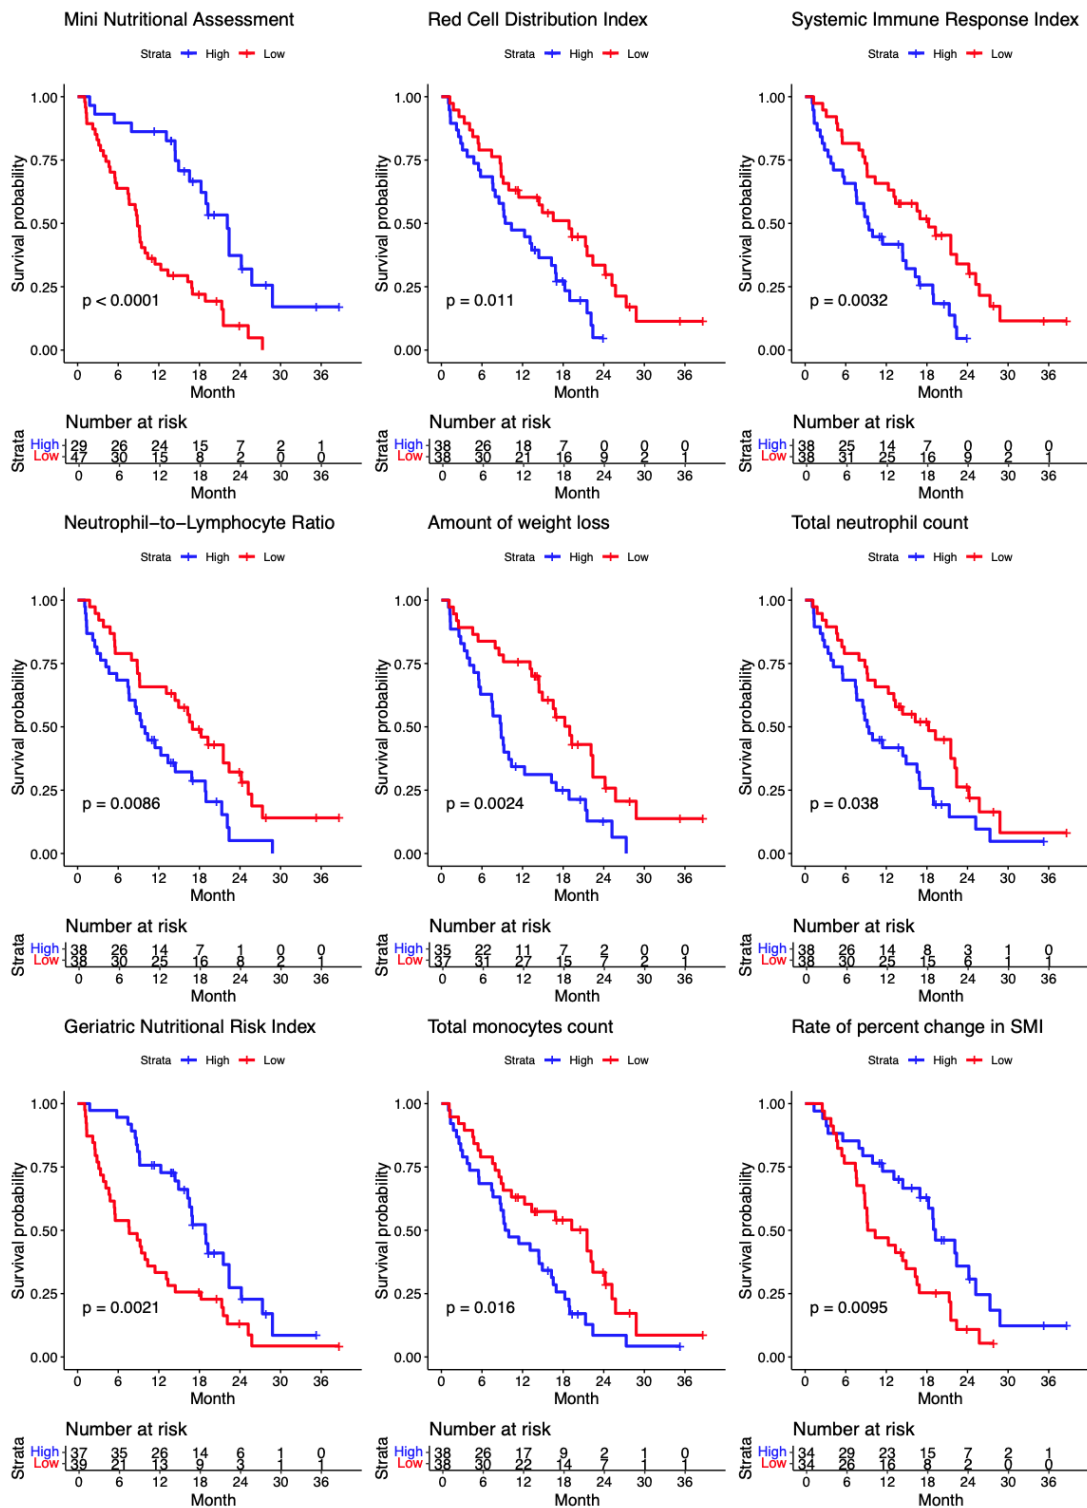 Mini Nutritional Assessment
Strata High Low
Survival probability
1.00
0.75
0.50
0.25
0.00
p < 0.0001
0 6 12 18 24 30 36
Month
Number at risk
Strata
High 29 26 24 15 7 2 1
Low 47 30 15 8 2 0 0
0 6 12 18 24 30 36
Month
Red Cell Distribution Index
Strata High Low
Survival probability
1.00
0.75
0.50
0.25
0.00
p = 0.011
0 6 12 18 24 30 36
Month
Number at risk
Strata
High 38 26 18 7 0 0 0
Low 38 30 21 16 9 2 1
0 6 12 18 24 30 36
Month
Systemic Immune Response Index
Strata High Low
Survival probability
1.00
0.75
0.50
0.25
0.00
p = 0.0032
0 6 12 18 24 30 36
Month
Number at risk
Strata
High 38 25 14 7 0 0 0
Low 38 31 25 16 9 2 1
0 6 12 18 24 30 36
Month
Neutrophil−to−Lymphocyte Ratio
Strata High Low
Survival probability
1.00
0.75
0.50
0.25
0.00
p = 0.0086
0 6 12 18 24 30 36
Month
Number at risk
Strata
High 38 26 14 7 1 0 0
Low 38 30 25 16 8 2 1
0 6 12 18 24 30 36
Month
Amount of weight loss
Strata High Low
Survival probability
1.00
0.75
0.50
0.25
0.00
p = 0.0024
0 6 12 18 24 30 36
Month
Number at risk
Strata
High 35 22 11 7 2 0 0
Low 37 31 27 15 7 2 1
0 6 12 18 24 30 36
Month
Total neutrophil count
Strata High Low
Survival probability
1.00
0.75
0.50
0.25
0.00
p = 0.038
0 6 12 18 24 30 36
Month
Number at risk
Strata
High 38 26 14 8 3 1 0
Low 38 30 25 15 6 1 1
0 6 12 18 24 30 36
Month
Geriatric Nutritional Risk Index
Strata High Low
Survival probability
1.00
0.75
0.50
0.25
0.00
p = 0.0021
0 6 12 18 24 30 36
Month
Number at risk
Strata
High 37 35 26 14 6 1 0
Low 39 21 13 9 3 1 1
0 6 12 18 24 30 36
Month
Total monocytes count
Strata High Low
Survival probability
1.00
0.75
0.50
0.25
0.00
p = 0.016
0 6 12 18 24 30 36
Month
Number at risk
Strata
High 38 26 17 9 2 1 0
Low 38 30 22 14 7 1 1
0 6 12 18 24 30 36
Month
Rate of percent change in SMI
Strata High Low
Survival probability
1.00
0.75
0.50
0.25
0.00
p = 0.0095
0 6 12 18 24 30 36
Month
Number at risk
Strata
High 34 29 23 15 7 2 1
Low 34 26 16 8 2 0 0
0 6 12 18 24 30 36
Month